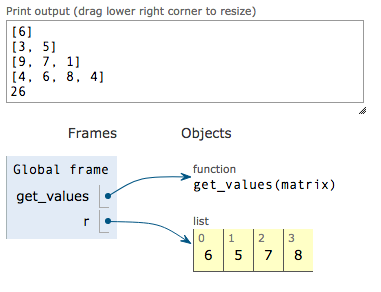 Print output (drag lower right corner to resize)
[6]
[3, 5]
[9, 7, 1]
[4, 6, 8, 4]
26
Frames
Objects
Global frame
get_values
r
function
get_values(matrix)
list
0 1 2 3
6 5 7 8